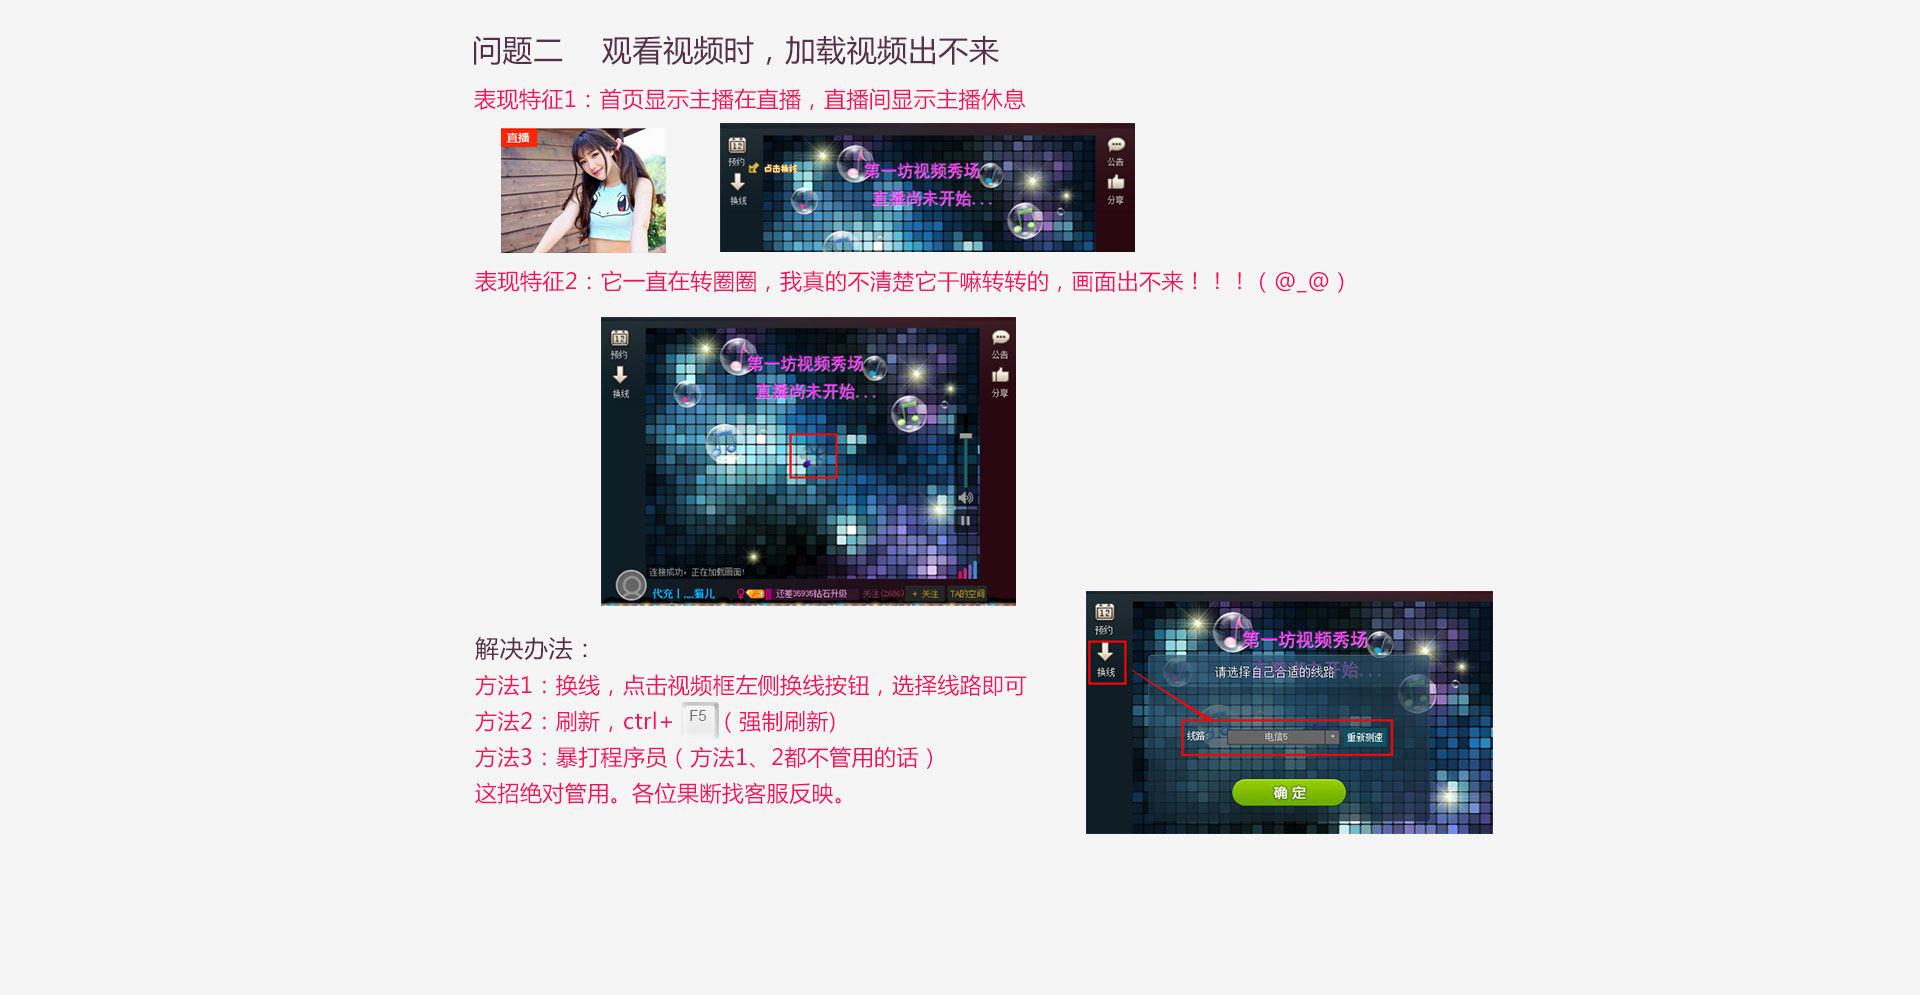 问题二 观看视频时，加载视频出不来
表现特征1：首页显示主播在直播，直播间显示主播休息
直播
12
预约
点击换线
换线
第一坊视频秀场
直播尚未开始...
公告
分享
表现特征2：它一直在转圈圈，我真的不清楚它干嘛转转的，画面出不来！！！（@_@）
12
预约
换线
第一坊视频秀场
直播尚未开始...
公告
分享
连接成功，正在加载画面!
代充丨灬猫儿 3 还差35935钻石升级 关注(2686) + 关注 TA的空间
解决办法：
方法1：换线，点击视频框左侧换线按钮，选择线路即可
方法2：刷新，ctrl+ F5（强制刷新)
方法3：暴打程序员（方法1、2都不管用的话）
这招绝对管用。各位果断找客服反映。
12
预约
换线
第一坊视频秀场
请选择自己合适的线路
开始...
线路: 电信5 + 重新测速
确 定